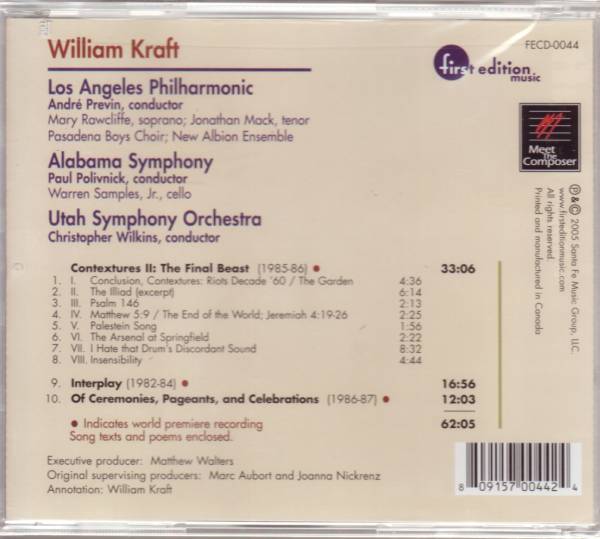 William Kraft
FECD-0044
first edition
music
Los Angeles Philharmonic
André Previn, conductor
Mary Rawcliffe, soprano; Jonathan Mack, tenor
Pasadena Boys Choir; New Albion Ensemble
Meet
The
Composer
Alabama Symphony
Paul Polivnick, conductor
Warren Samples, Jr., cello
Utah Symphony Orchestra
Christopher Wilkins, conductor
℗ & © 2005 Santa Fe Music Group, LLC.
www.firsteditionmusic.com
All rights reserved.
Printed and manufactured in Canada
Contextures II: The Final Beast (1985-86) ● 33:06
1. I. Conclusion, Contextures: Riots Decade '60 / The Garden 4:36
2. II. The Illiad (excerpt) 6:14
3. III. Psalm 146 2:13
4. IV. Matthew 5:9 / The End of the World; Jeremiah 4:19-26 2:25
5. V. Palestein Song 1:56
6. VI. The Arsenal at Springfield 2:22
7. VII. I Hate that Drum's Discordant Sound 8:32
8. VIII. Insensibility 4:44
9. Interplay (1982-84) ● 16:56
10. Of Ceremonies, Pageants, and Celebrations (1986-87) ● 12:03
62:05
● Indicates world premiere recording
Song texts and poems enclosed.
Executive producer: Matthew Walters
Original supervising producers: Marc Aubort and Joanna Nickrenz
Annotation: William Kraft
8 09157 00442 4